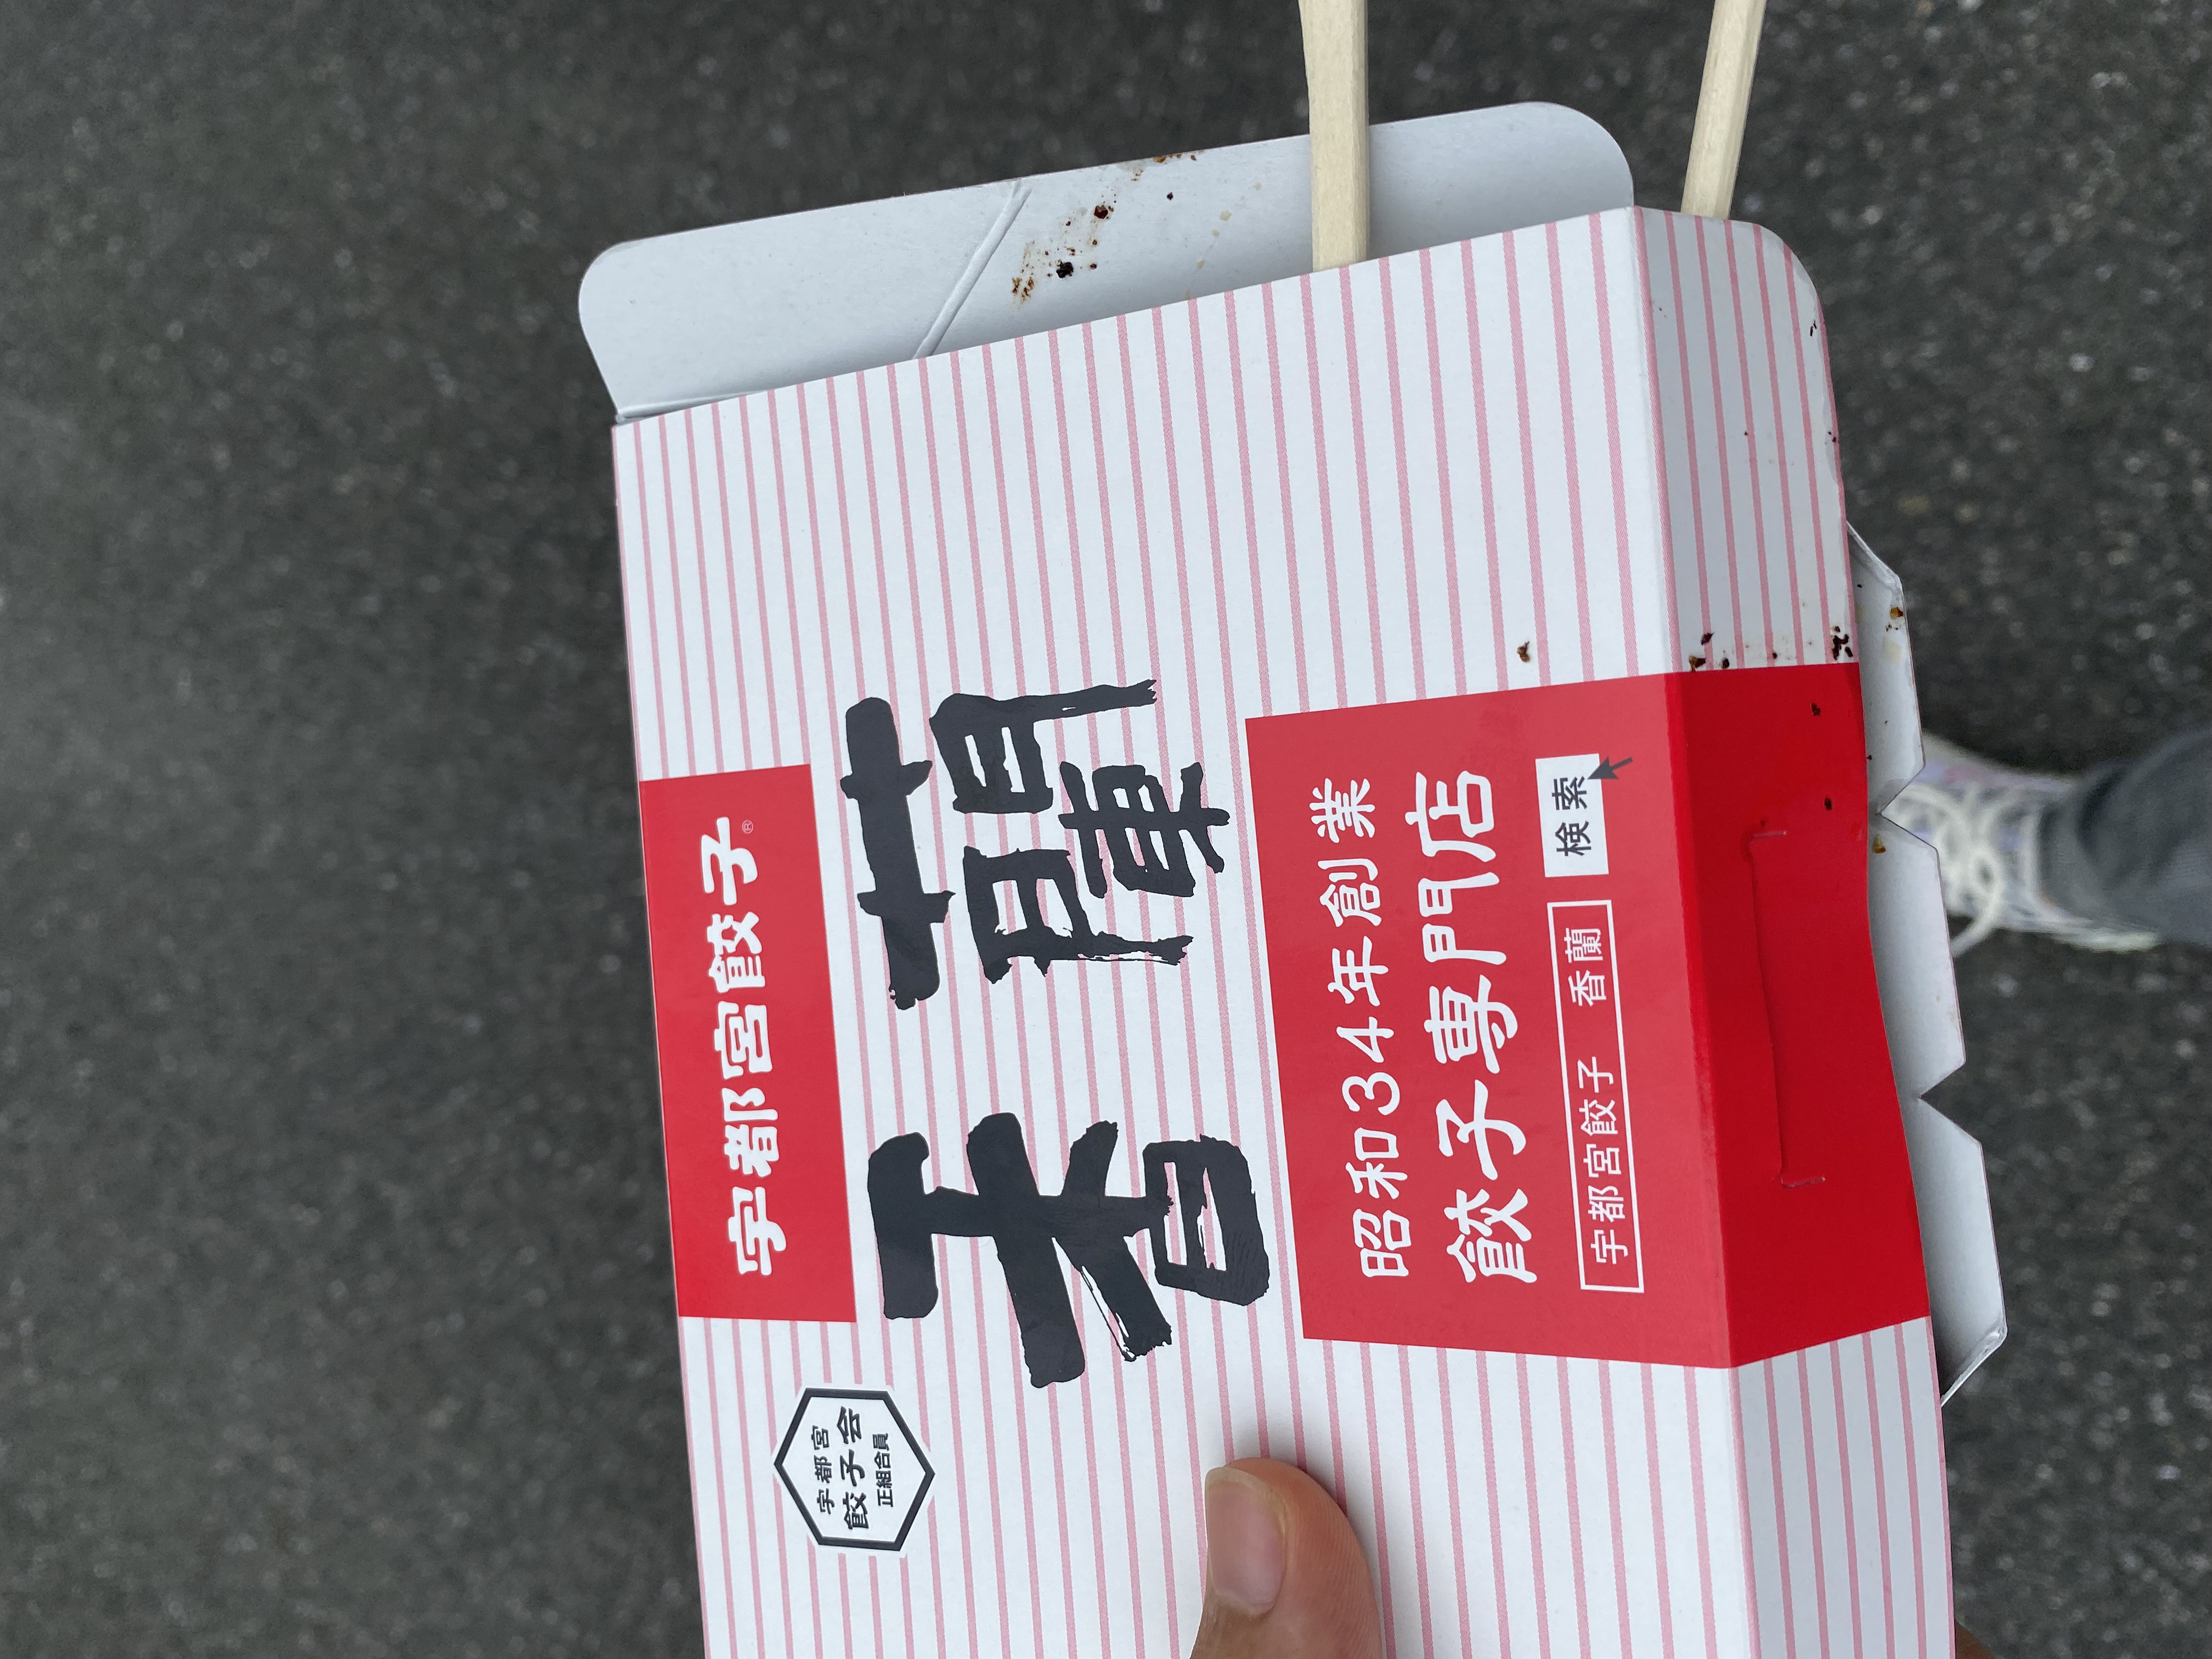 宇都宮餃子®
宇都宮
餃子会
正組合員
香蘭
昭和34年創業
餃子専門店
宇都宮餃子　香蘭 検索